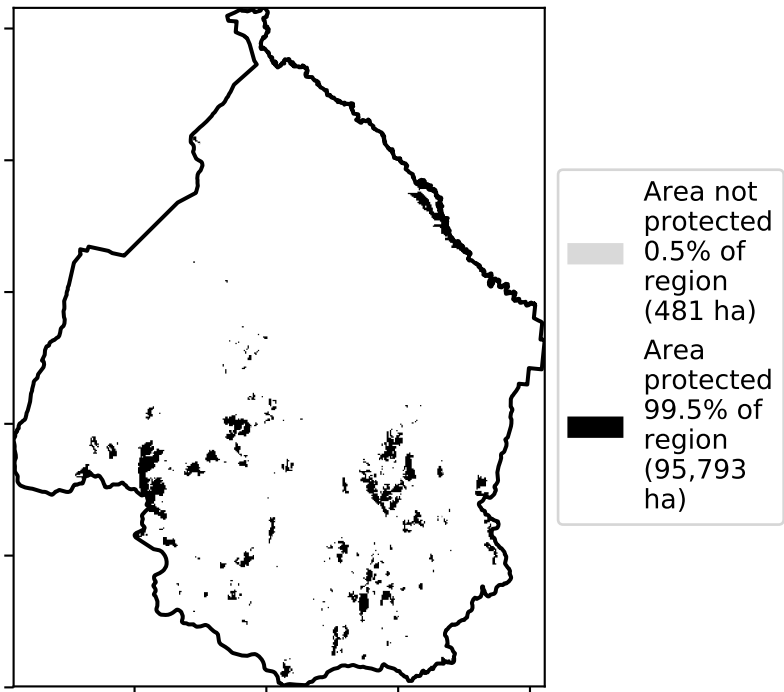 Area not
protected
0.5% of
region
(481 ha)
Area
protected
99.5% of
region
(95,793
ha)